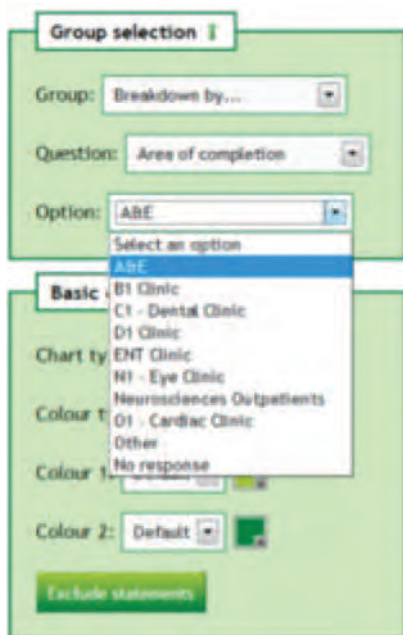 Group selection
Group: Breakdown by...
Question: Area of completion
Option: A&E
Select an option
A&E
Basic
B1 Clinic
C1 - Dental Clinic
D1 Clinic
Chart ty
ENT Clinic
N1 - Eye Clinic
Neurosciences Outpatients
Colour t
O1 - Cardiac Clinic
Other
No response
Colour 1:
Colour 2: Default
Exclude statements